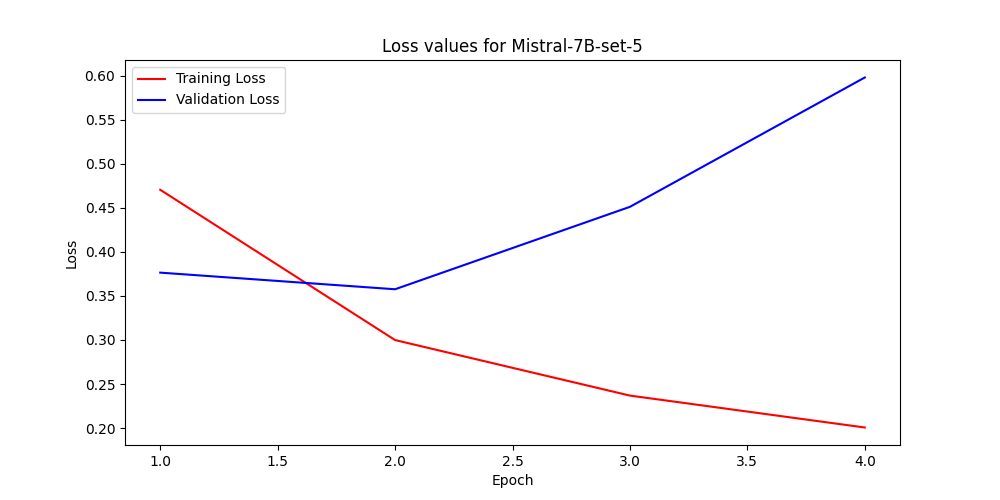 Loss values for Mistral-7B-set-5
Training Loss
Validation Loss
0.60
0.55
0.50
0.45
0.40
0.35
0.30
0.25
0.20
Loss
1.0 1.5 2.0 2.5 3.0 3.5 4.0
Epoch